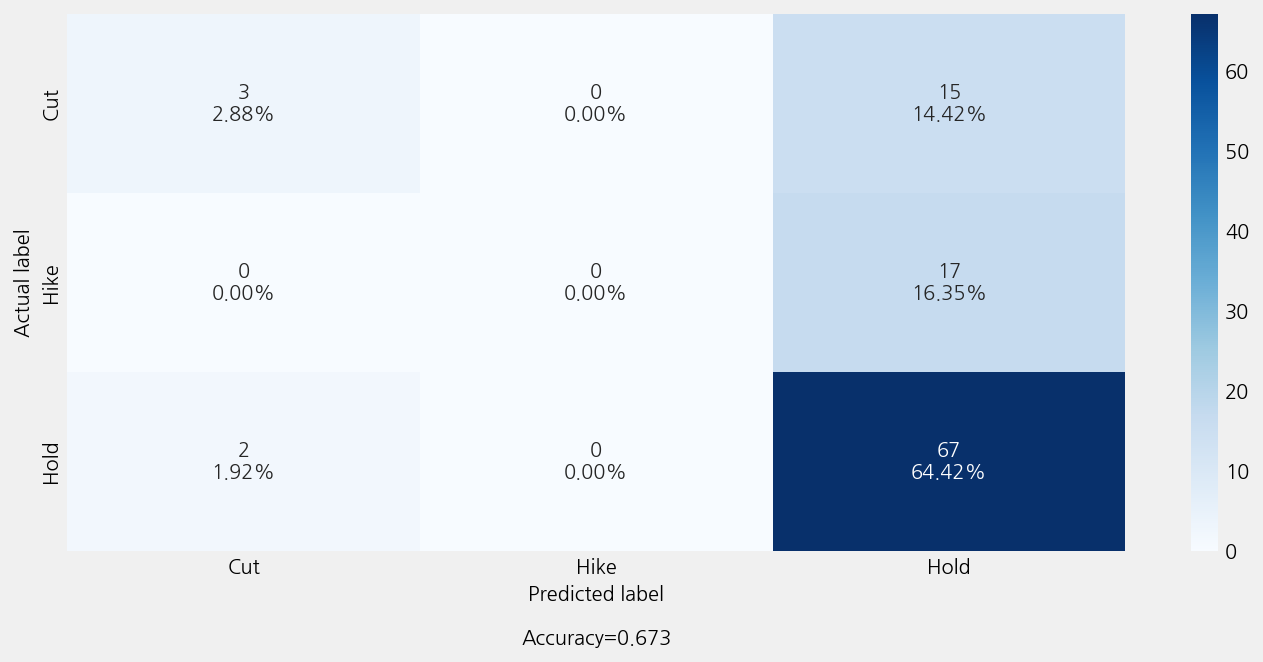 3
2.88%
0
0.00%
15
14.42%
Cut
0
0.00%
0
0.00%
17
16.35%
Hike
Actual label
2
1.92%
0
0.00%
67
64.42%
Hold
Cut
Hike
Hold
Predicted label
Accuracy=0.673
60
50
40
30
20
10
0